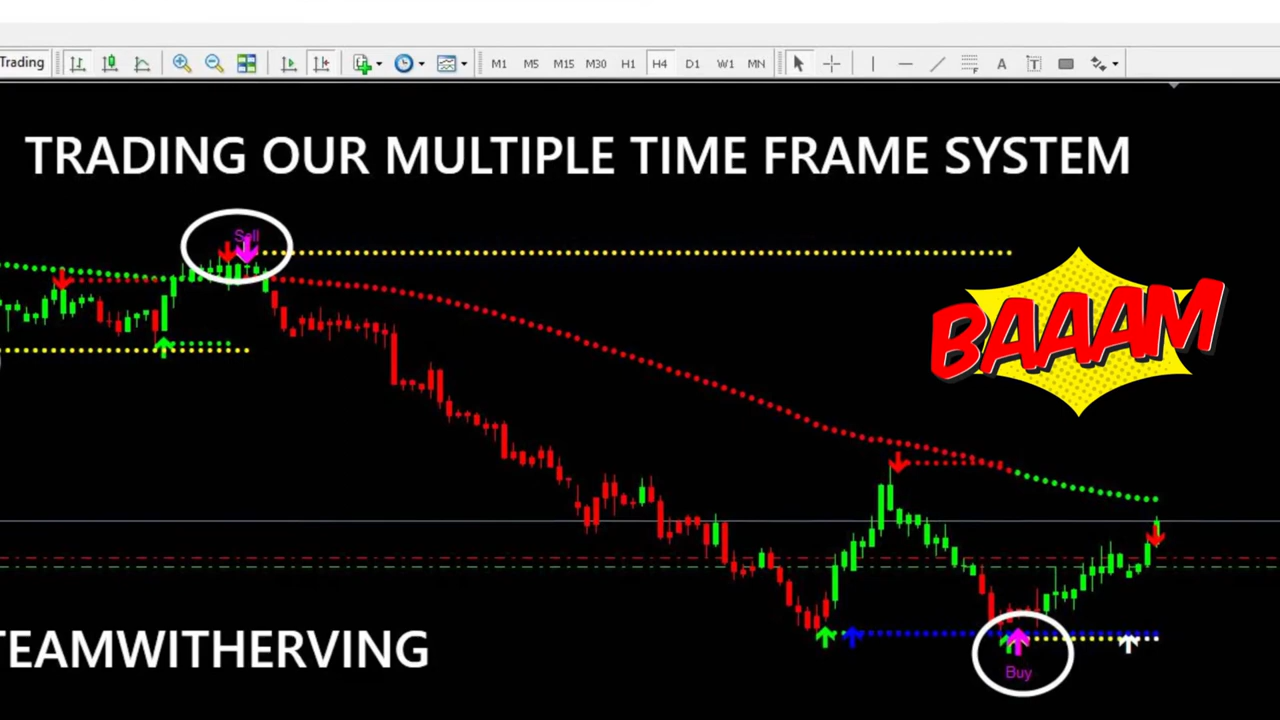 Trading M1 M5 M15 M30 H1 H4 D1 W1 MN A T
TRADING OUR MULTIPLE TIME FRAME SYSTEM
Sell
BAAAM
TEAMWITHERVING
Buy